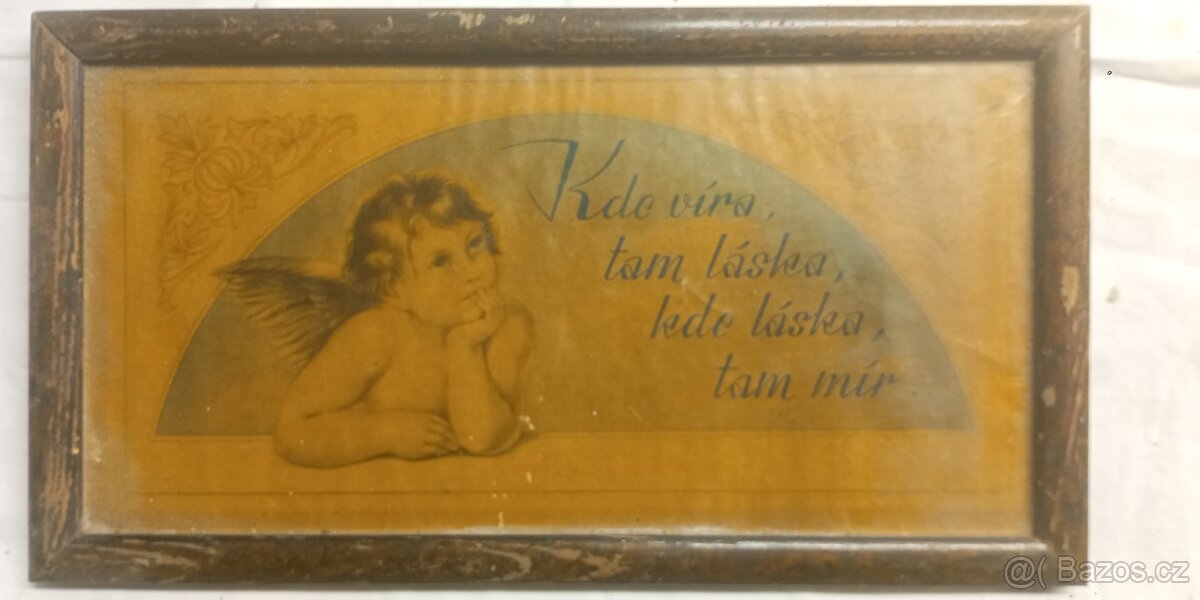 Kde víra,
tam láska,
kde láska,
tam mír
@( Bazos.cz